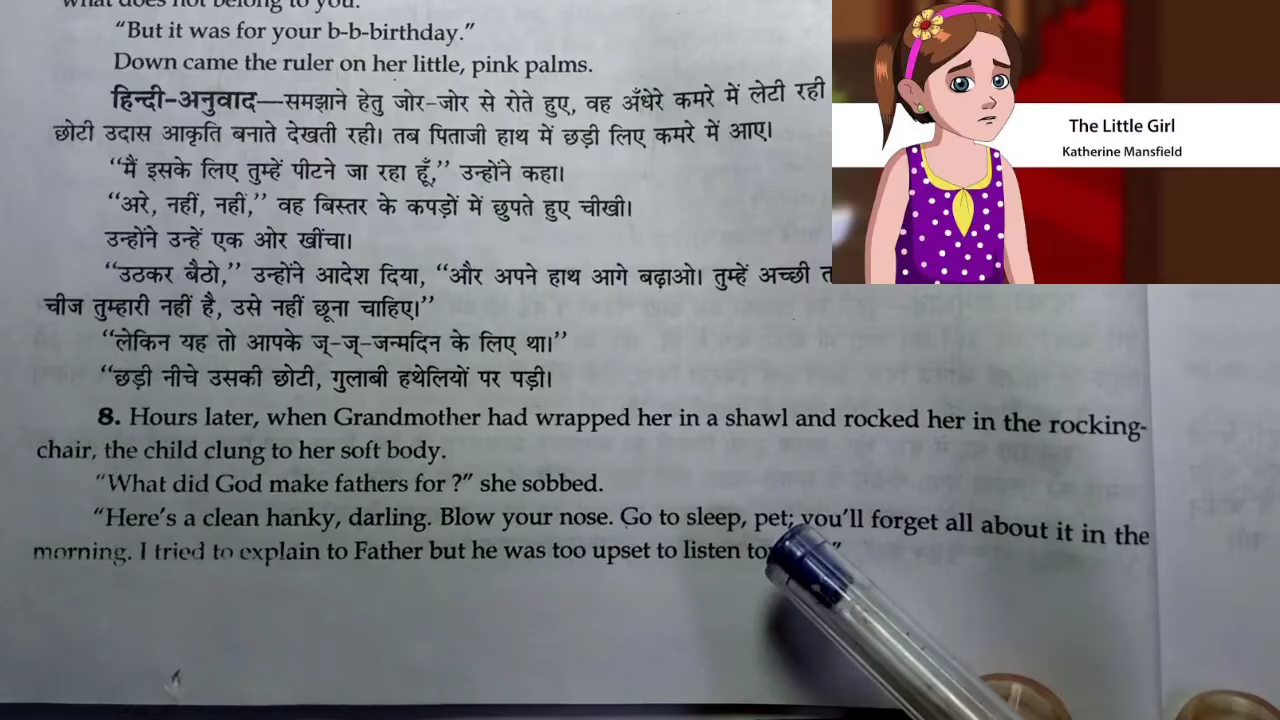 what does not belong to you.
“But it was for your b-b-birthday.”
Down came the ruler on her little, pink palms.
हिन्दी-अनुवाद—समझाने हेतु जोर-जोर से रोते हुए, वह अँधेरे कमरे में लेटी रही
छोटी उदास आकृति बनाते देखती रही। तब पिताजी हाथ में छड़ी लिए कमरे में आए।
“मैं इसके लिए तुम्हें पीटने जा रहा हूँ,” उन्होंने कहा।
“अरे, नहीं, नहीं,” वह बिस्तर के कपड़ों में छुपते हुए चीखी।
उन्होंने उन्हें एक ओर खींचा।
“उठकर बैठो,” उन्होंने आदेश दिया, “और अपने हाथ आगे बढ़ाओ। तुम्हें अच्छी
चीज तुम्हारी नहीं है, उसे नहीं छूना चाहिए।”
“लेकिन यह तो आपके ज्-ज्-जन्मदिन के लिए था।”
“छड़ी नीचे उसकी छोटी, गुलाबी हथेलियों पर पड़ी।
8. Hours later, when Grandmother had wrapped her in a shawl and rocked her in the rocking-
chair, the child clung to her soft body.
“What did God make fathers for ?” she sobbed.
“Here’s a clean hanky, darling. Blow your nose. Go to sleep, pet; you’ll forget all about it in the
morning. I tried to explain to Father but he was too upset to listen
The Little Girl
Katherine Mansfield